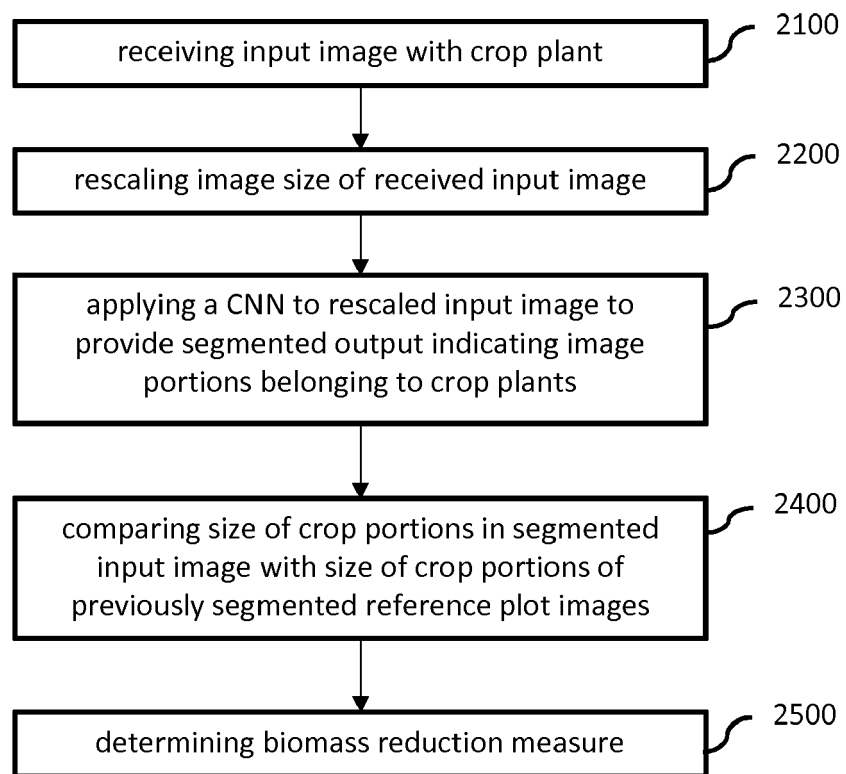 2100
receiving input image with crop plant
2200
rescaling image size of received input image
2300
applying a CNN to rescaled input image to
provide segmented output indicating image
portions belonging to crop plants
2400
comparing size of crop portions in segmented
input image with size of crop portions of
previously segmented reference plot images
2500
determining biomass reduction measure